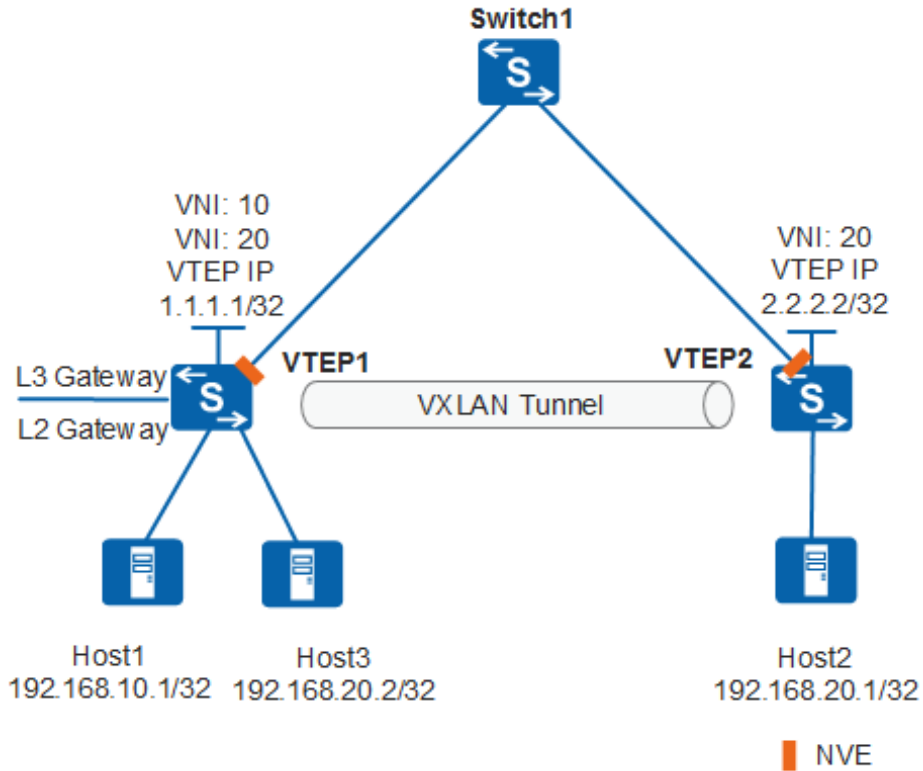 Switch1
S
VNI: 10
VNI: 20
VTEP IP
1.1.1.1/32
VNI: 20
VTEP IP
2.2.2.2/32
VTEP1
VTEP2
L3 Gateway
L2 Gateway
S
VXLAN Tunnel
S
Host1
192.168.10.1/32
Host3
192.168.20.2/32
Host2
192.168.20.1/32
NVE